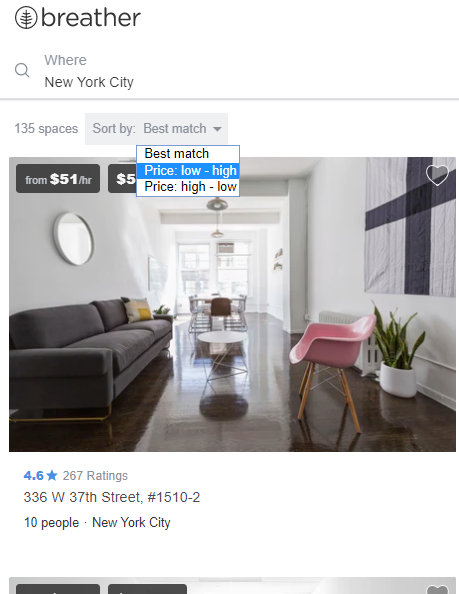 breather
Where
New York City
135 spaces Sort by: Best match
Best match
Price: low - high
Price: high - low
from $51/hr $5
4.6 267 Ratings
336 W 37th Street, #1510-2
10 people · New York City